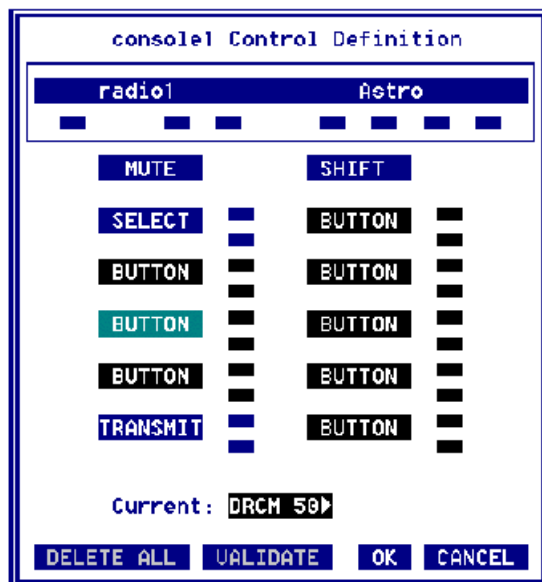 console1 Control Definition
radio1 Astro
MUTE SHIFT
SELECT BUTTON
BUTTON BUTTON
BUTTON BUTTON
BUTTON BUTTON
TRANSMIT BUTTON
Current: DRCM 50▶
DELETE ALL VALIDATE OK CANCEL